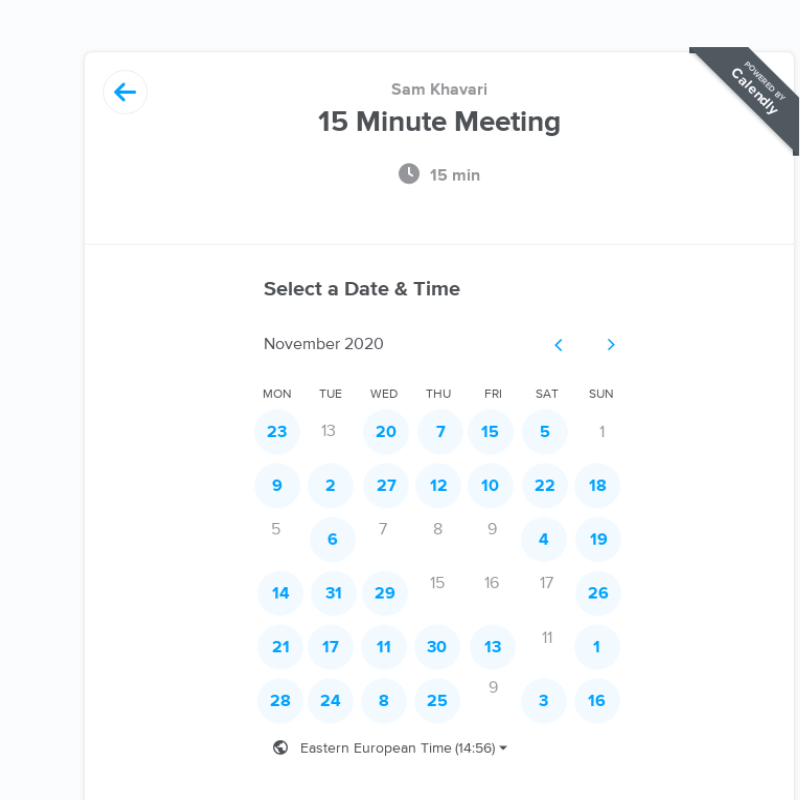 POWERED BY
Calendly
Sam Khavari
15 Minute Meeting
15 min
Select a Date & Time
November 2020
MON TUE WED THU FRI SAT SUN
23 13 20 7 15 5 1
9 2 27 12 10 22 18
5 6 7 8 9 4 19
14 31 29 15 16 17 26
21 17 11 30 13 11 1
28 24 8 25 9 3 16
Eastern European Time (14:56)